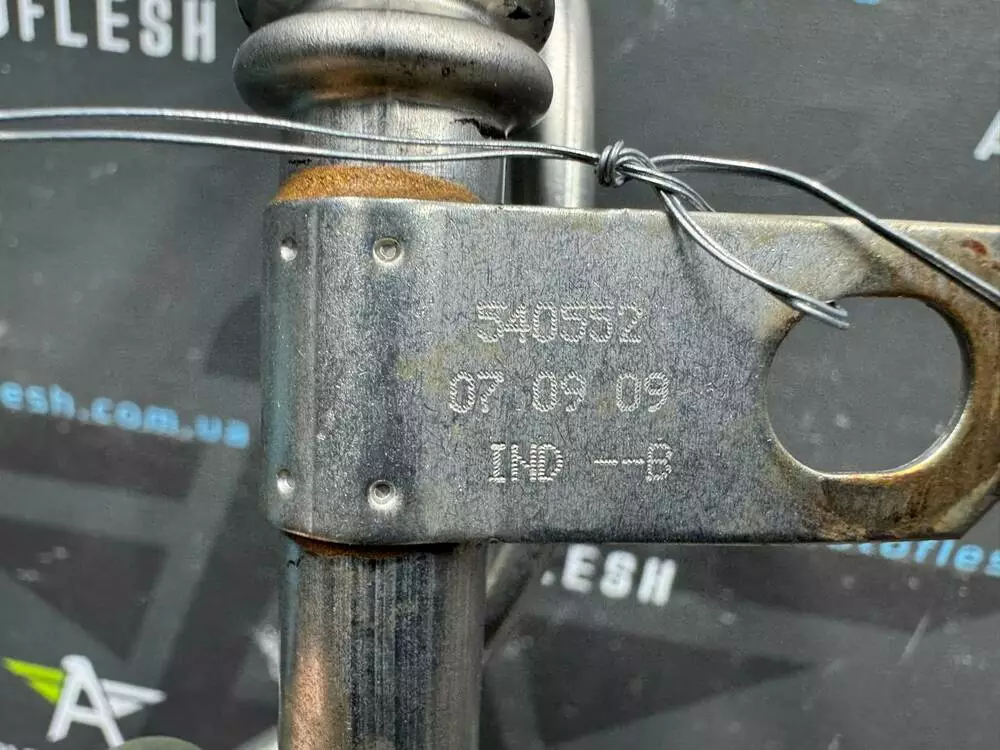 OFLESH
540552
07 09 09
esh.com.ua
IND --B
.ESH
A